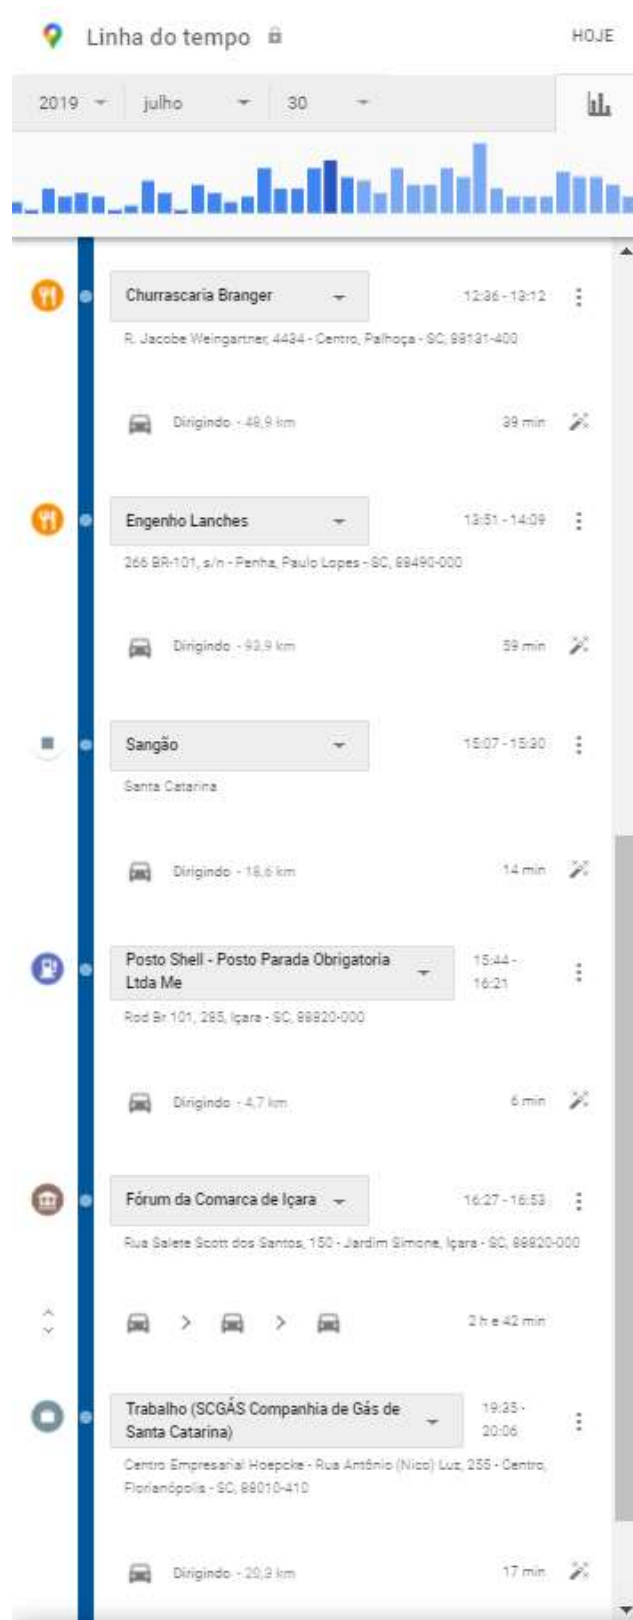 Linha do tempo
HOJE
2019
julho
30
Churrascaria Branger
12:36 - 13:12
R. Jacobe Weingartner, 4434 - Centro, Palhoça - SC, 88131-400
Dirigindo - 48,9 km
39 min
Engenho Lanches
13:51 - 14:09
266 BR-101, s/n - Penha, Paulo Lopes - SC, 88490-000
Dirigindo - 93,9 km
59 min
Sangão
15:07 - 15:30
Santa Catarina
Dirigindo - 18,6 km
14 min
Posto Shell - Posto Parada Obrigatoria
Ltda Me
15:44 -
16:21
Rod Br 101, 285, Içara - SC, 88820-000
Dirigindo - 4,7 km
6 min
Fórum da Comarca de Içara
16:27 - 16:53
Rua Salete Scott dos Santos, 150 - Jardim Simone, Içara - SC, 88820-000
2 h e 42 min
Trabalho (SCGÁS Companhia de Gás de
Santa Catarina)
19:35 -
20:06
Centro Empresarial Hoepcke - Rua Antônio (Nico) Luz, 255 - Centro,
Florianópolis - SC, 88010-410
Dirigindo - 20,3 km
17 min